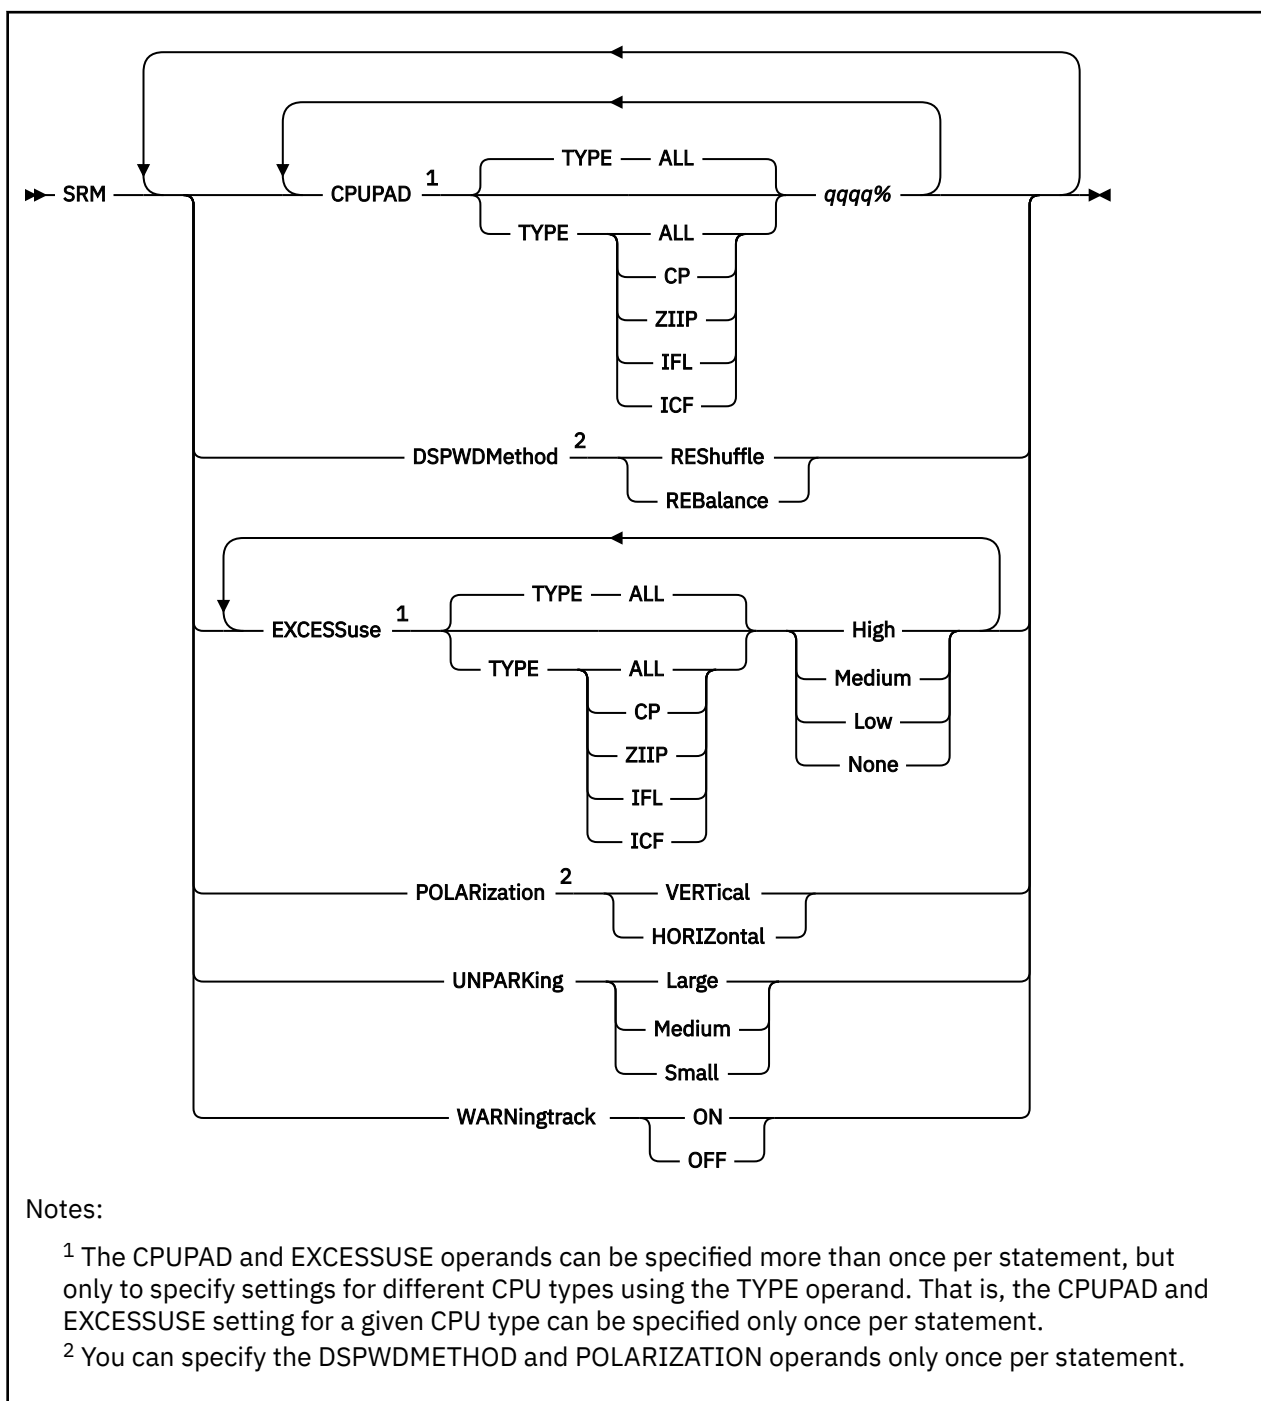 TYPE ALL
SRM CPUPAD 1 qqqq%
TYPE ALL
CP
ZIIP
IFL
ICF
DSPWDMethod 2 REShuffle
REBalance
TYPE ALL
EXCESSuse 1 High
TYPE ALL Medium
CP Low
ZIIP None
IFL
ICF
POLARization 2 VERTical
HORIZontal
UNPARKing Large
Medium
Small
WARNingtrack ON
OFF
Notes:
1 The CPUPAD and EXCESSUSE operands can be specified more than once per statement, but
only to specify settings for different CPU types using the TYPE operand. That is, the CPUPAD and
EXCESSUSE setting for a given CPU type can be specified only once per statement.
2 You can specify the DSPWDMETHOD and POLARIZATION operands only once per statement.